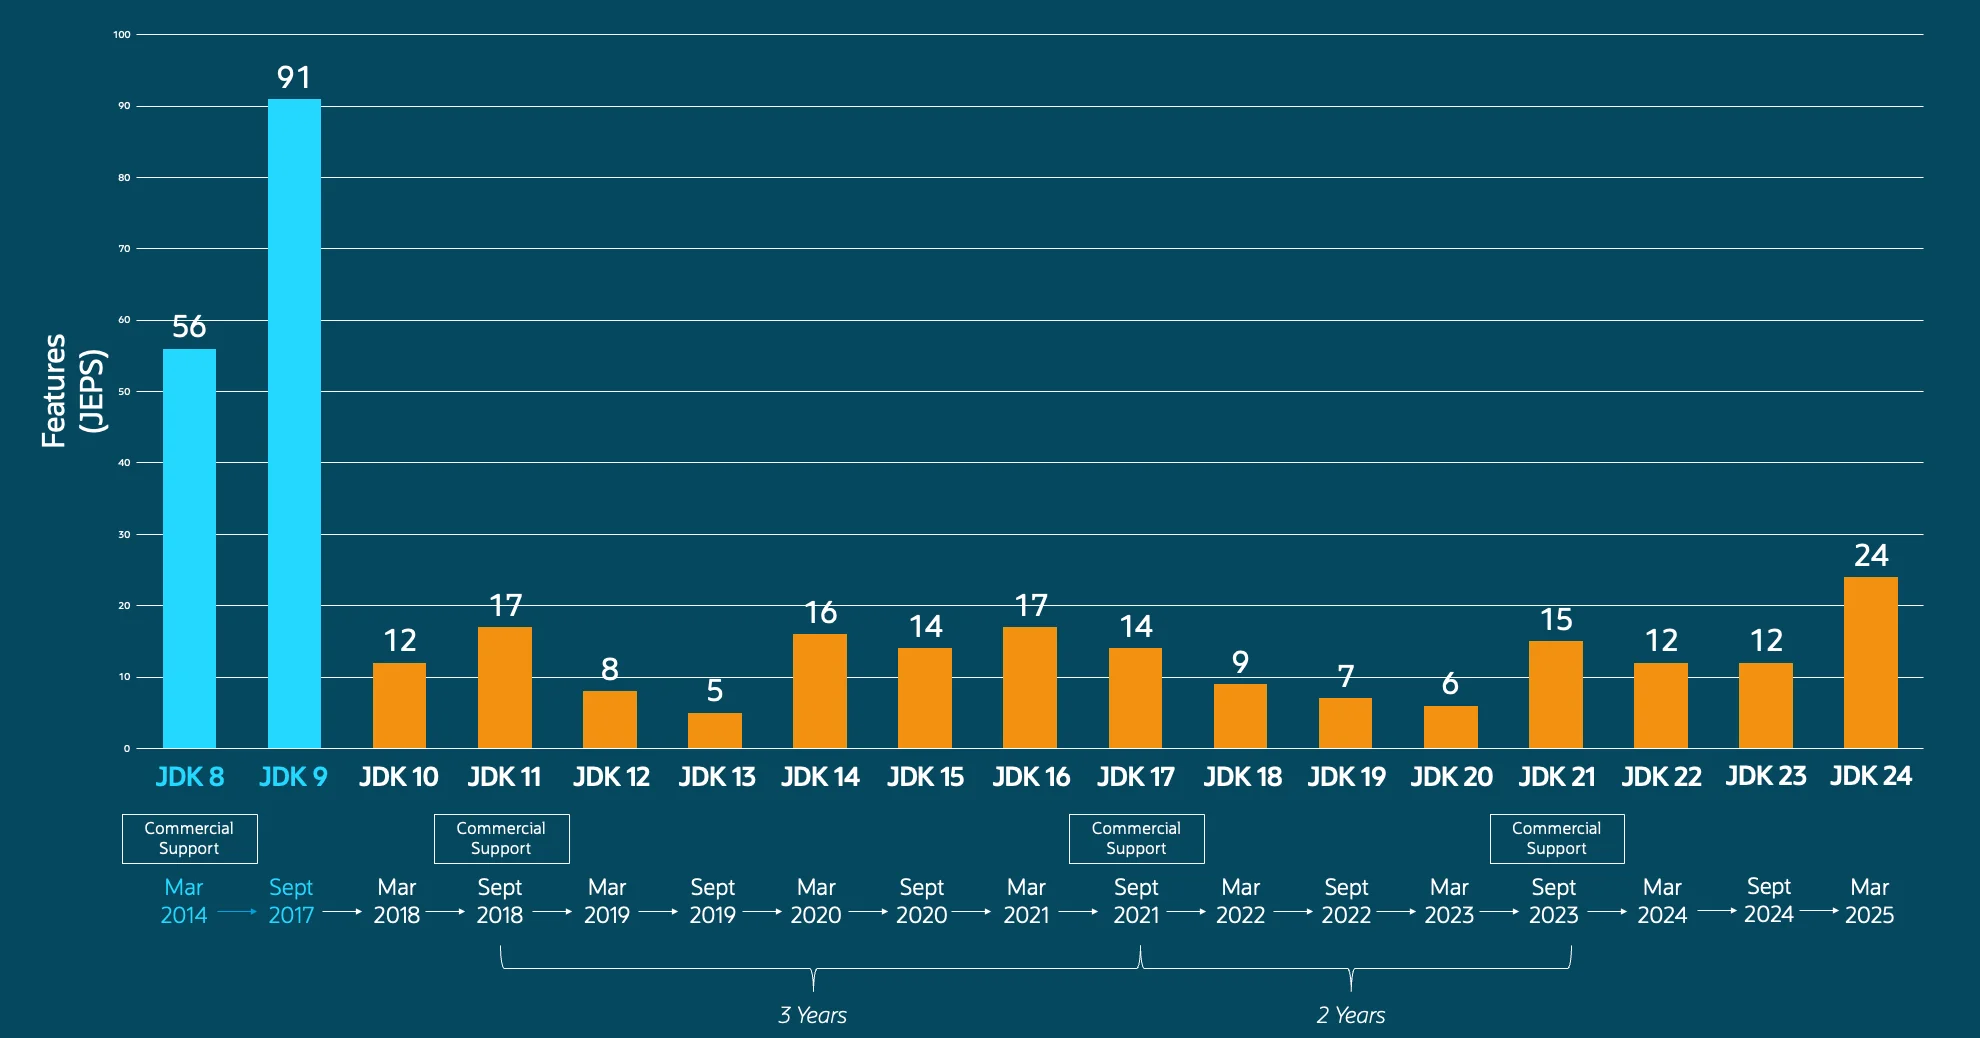 Features
(JEPS)
100
90
80
70
60
50
40
30
20
10
0
56
91
12
17
8
5
16
14
17
14
9
7
6
15
12
12
24
JDK 8
JDK 9
JDK 10
JDK 11
JDK 12
JDK 13
JDK 14
JDK 15
JDK 16
JDK 17
JDK 18
JDK 19
JDK 20
JDK 21
JDK 22
JDK 23
JDK 24
Commercial
Support
Commercial
Support
Commercial
Support
Commercial
Support
Mar
2014
Sept
2017
Mar
2018
Sept
2018
Mar
2019
Sept
2019
Mar
2020
Sept
2020
Mar
2021
Sept
2021
Mar
2022
Sept
2022
Mar
2023
Sept
2023
Mar
2024
Sept
2024
Mar
2025
3 Years
2 Years